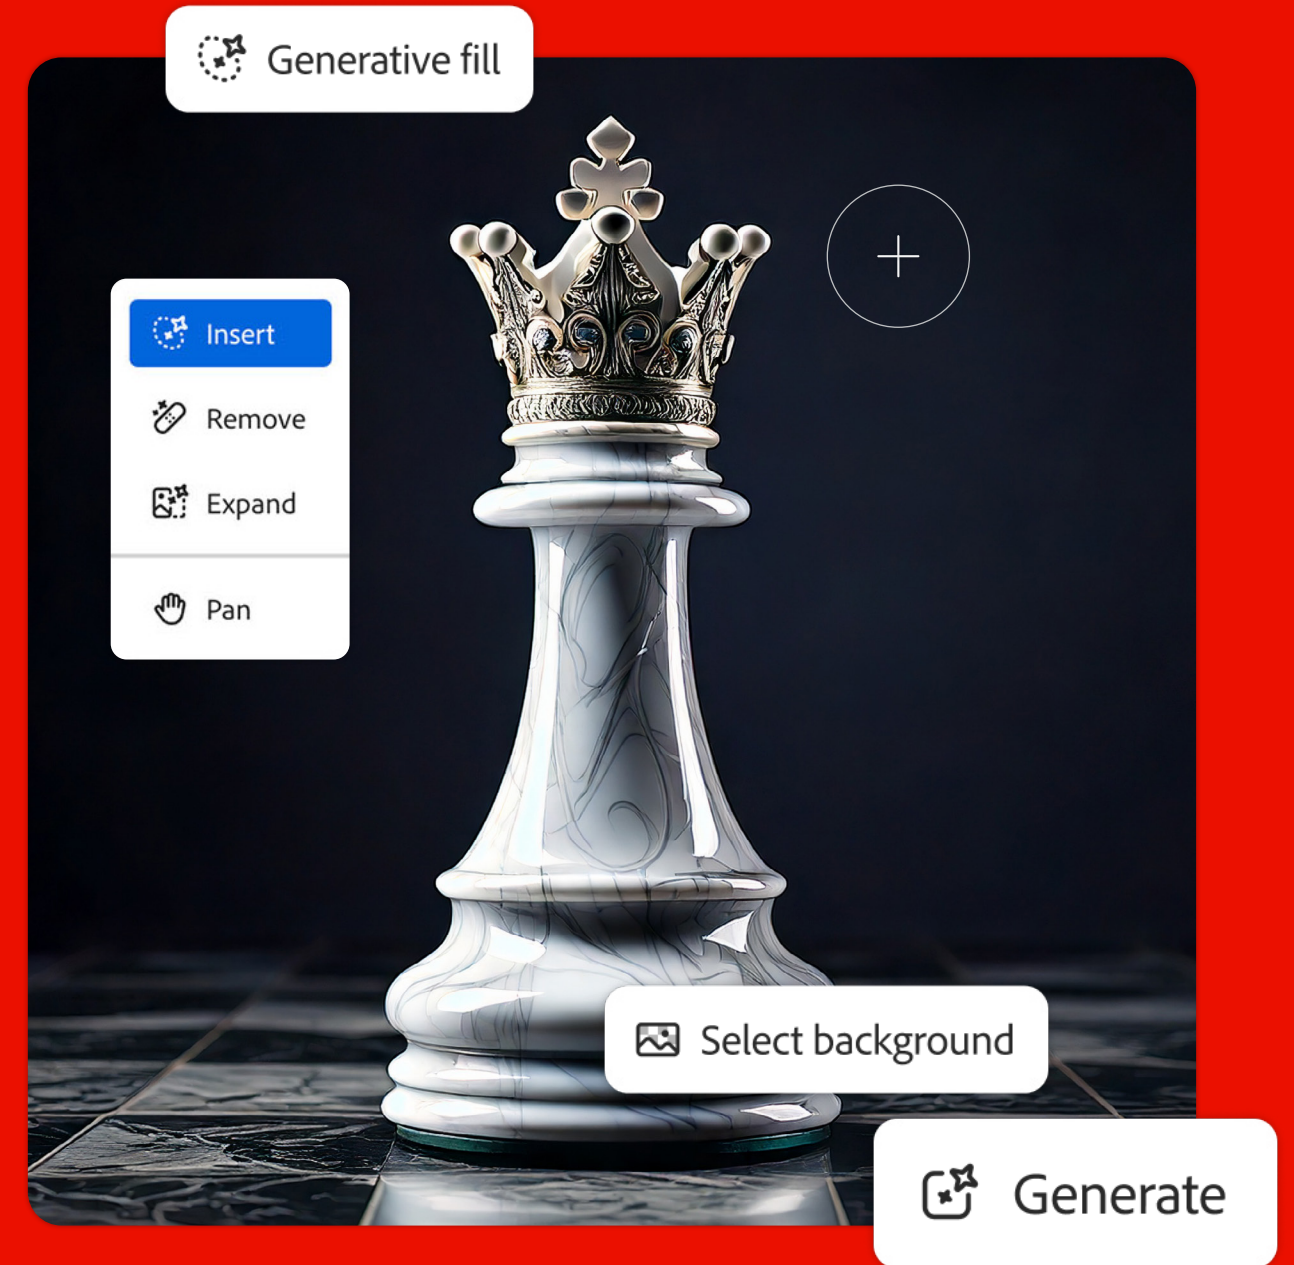 Generative fill
Insert
Remove
Expand
Pan
Select background
Generate